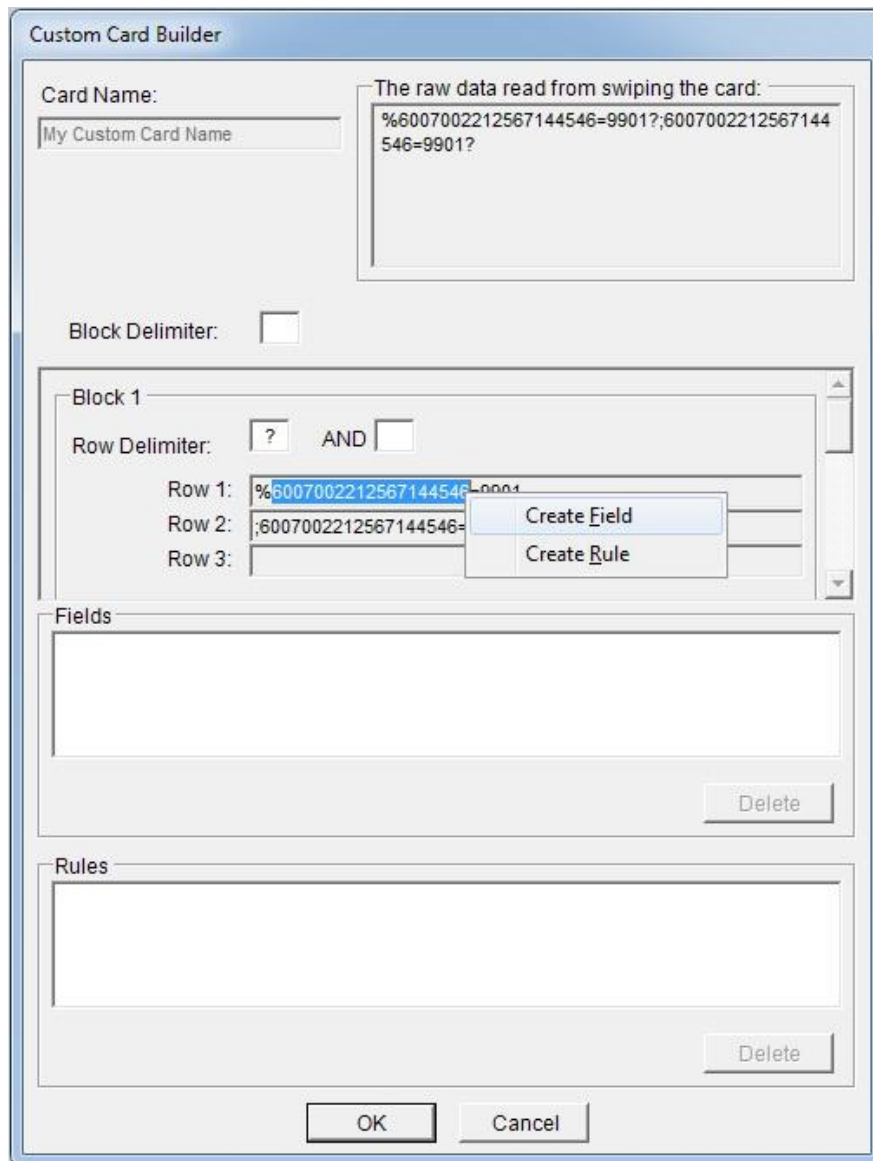 Custom Card Builder
Card Name:
My Custom Card Name
The raw data read from swiping the card:
%6007002212567144546=9901?;6007002212567144
546=9901?
Block Delimiter:
Block 1
Row Delimiter: ? AND
Row 1: %6007002212567144546=9901
Create Field
Row 2: ;6007002212567144546=
Create Rule
Row 3:
Fields
Delete
Rules
Delete
OK Cancel